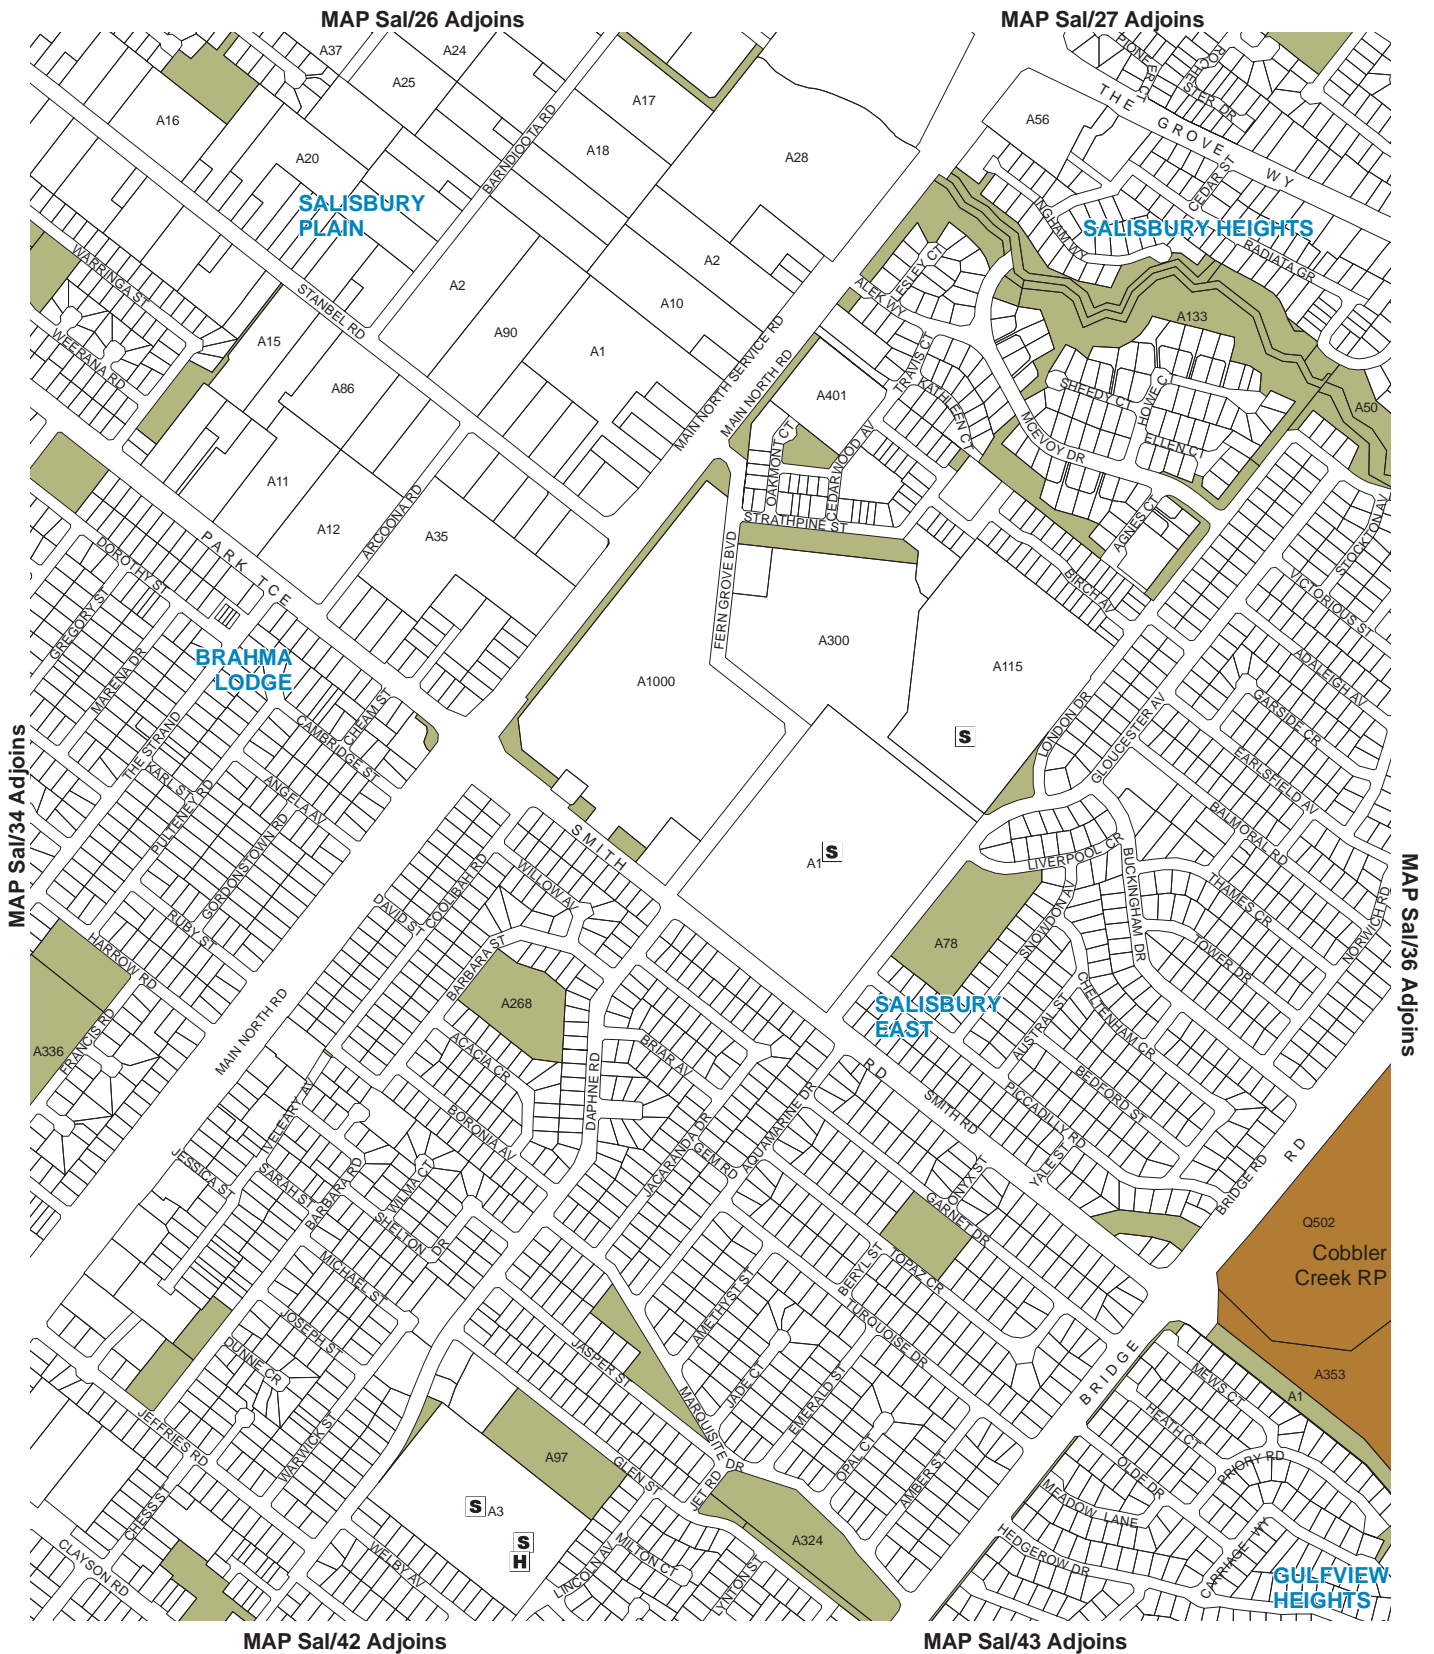 MAP Sal/26 Adjoins
MAP Sal/27 Adjoins
MAP Sal/34 Adjoins
MAP Sal/36 Adjoins
MAP Sal/42 Adjoins
MAP Sal/43 Adjoins
A37
A24
A25
A16
A20
A17
A18
A28
A56
BARNDIOOTA RD
SALISBURY
PLAIN
PIONEER CT
ROCHESTER DR
THE GROVE WY
CEDAR ST
INGHAM WY
SALISBURY HEIGHTS
RADIATA GR
WARRINGA ST
WEERANA RD
STANBEL RD
A15
A86
A2
A90
A1
A10
A2
MAIN NORTH SERVICE RD
MAIN NORTH RD
LESLEY CT
ALEK WY
TRAVIS CT
KATHLEEN CT
A133
A50
SHEEDY CT
HOWE C
ELLEN CT
MCEVOY DR
AGNES CT
A401
OAKMONT CT
CEDARWOOD AV
STRATHPINE ST
FERN GROVE BVD
BIRCH AV
STOCKTON AV
VICTORIOUS ST
ADALEIGH AV
GARSIDE CR
EARLSFIELD AV
BALMORAL RD
A11
A12
ARCOONA RD
A35
PARK TCE
DOROTHY ST
GREGORY ST
MARENA DR
BRAHMA
LODGE
THE STRAND
KARL ST
PULTENEY RD
CHEAM ST
CAMBRIDGE ST
ANGELA AV
GORDONSTOWN RD
RUBY ST
HARROW RD
FRANCIS RD
A336
A1000
A300
A115
S
A1
S
LONDON DR
GLOUCESTER AV
LIVERPOOL CR
BUCKINGHAM DR
THAMES CR
TOWER DR
NORWICH RD
SNOWDON AV
CHELTENHAM CR
AUSTRAL ST
BEDFORD ST
PICCADILLY RD
YALE ST
A78
SALISBURY
EAST
SMITH
RD
SMITH RD
WILLOW AV
COOLIBAH RD
DAVID ST
BARBARA ST
A268
ACACIA CR
BORONIA AV
DAPHNE RD
BRIAR AV
JACARANDA DR
GEM RD
AQUAMARINE DR
MAIN NORTH RD
IVELEARY AV
JESSICA ST
SARAH ST
BARBARA RD
WILMA CT
SHELTON DR
MICHAEL ST
JOSEPH ST
DUNNE CR
JEFFRIES RD
WARWICK ST
CHESS ST
CLAYSON RD
WELBY AV
ONYX ST
GARNET DR
TOPAZ CR
BERYL ST
TURQUOISE DR
AMETHYST ST
JADE CT
EMERALD ST
OPAL CT
AMBER ST
JASPER ST
MARQUISITE DR
GLEN ST
JET RD
A97
A3
S
S
H
LINCOLN AV
MILTON CT
LYNTON ST
A324
BRIDGE RD
BRIDGE
RD
Q502
Cobbler
Creek RP
A353
A1
MEWS CT
HEATH CT
PRIORY RD
OLDE DR
MEADOW LANE
HEDGEROW DR
CARRIAGE WY
GULFVIEW
HEIGHTS